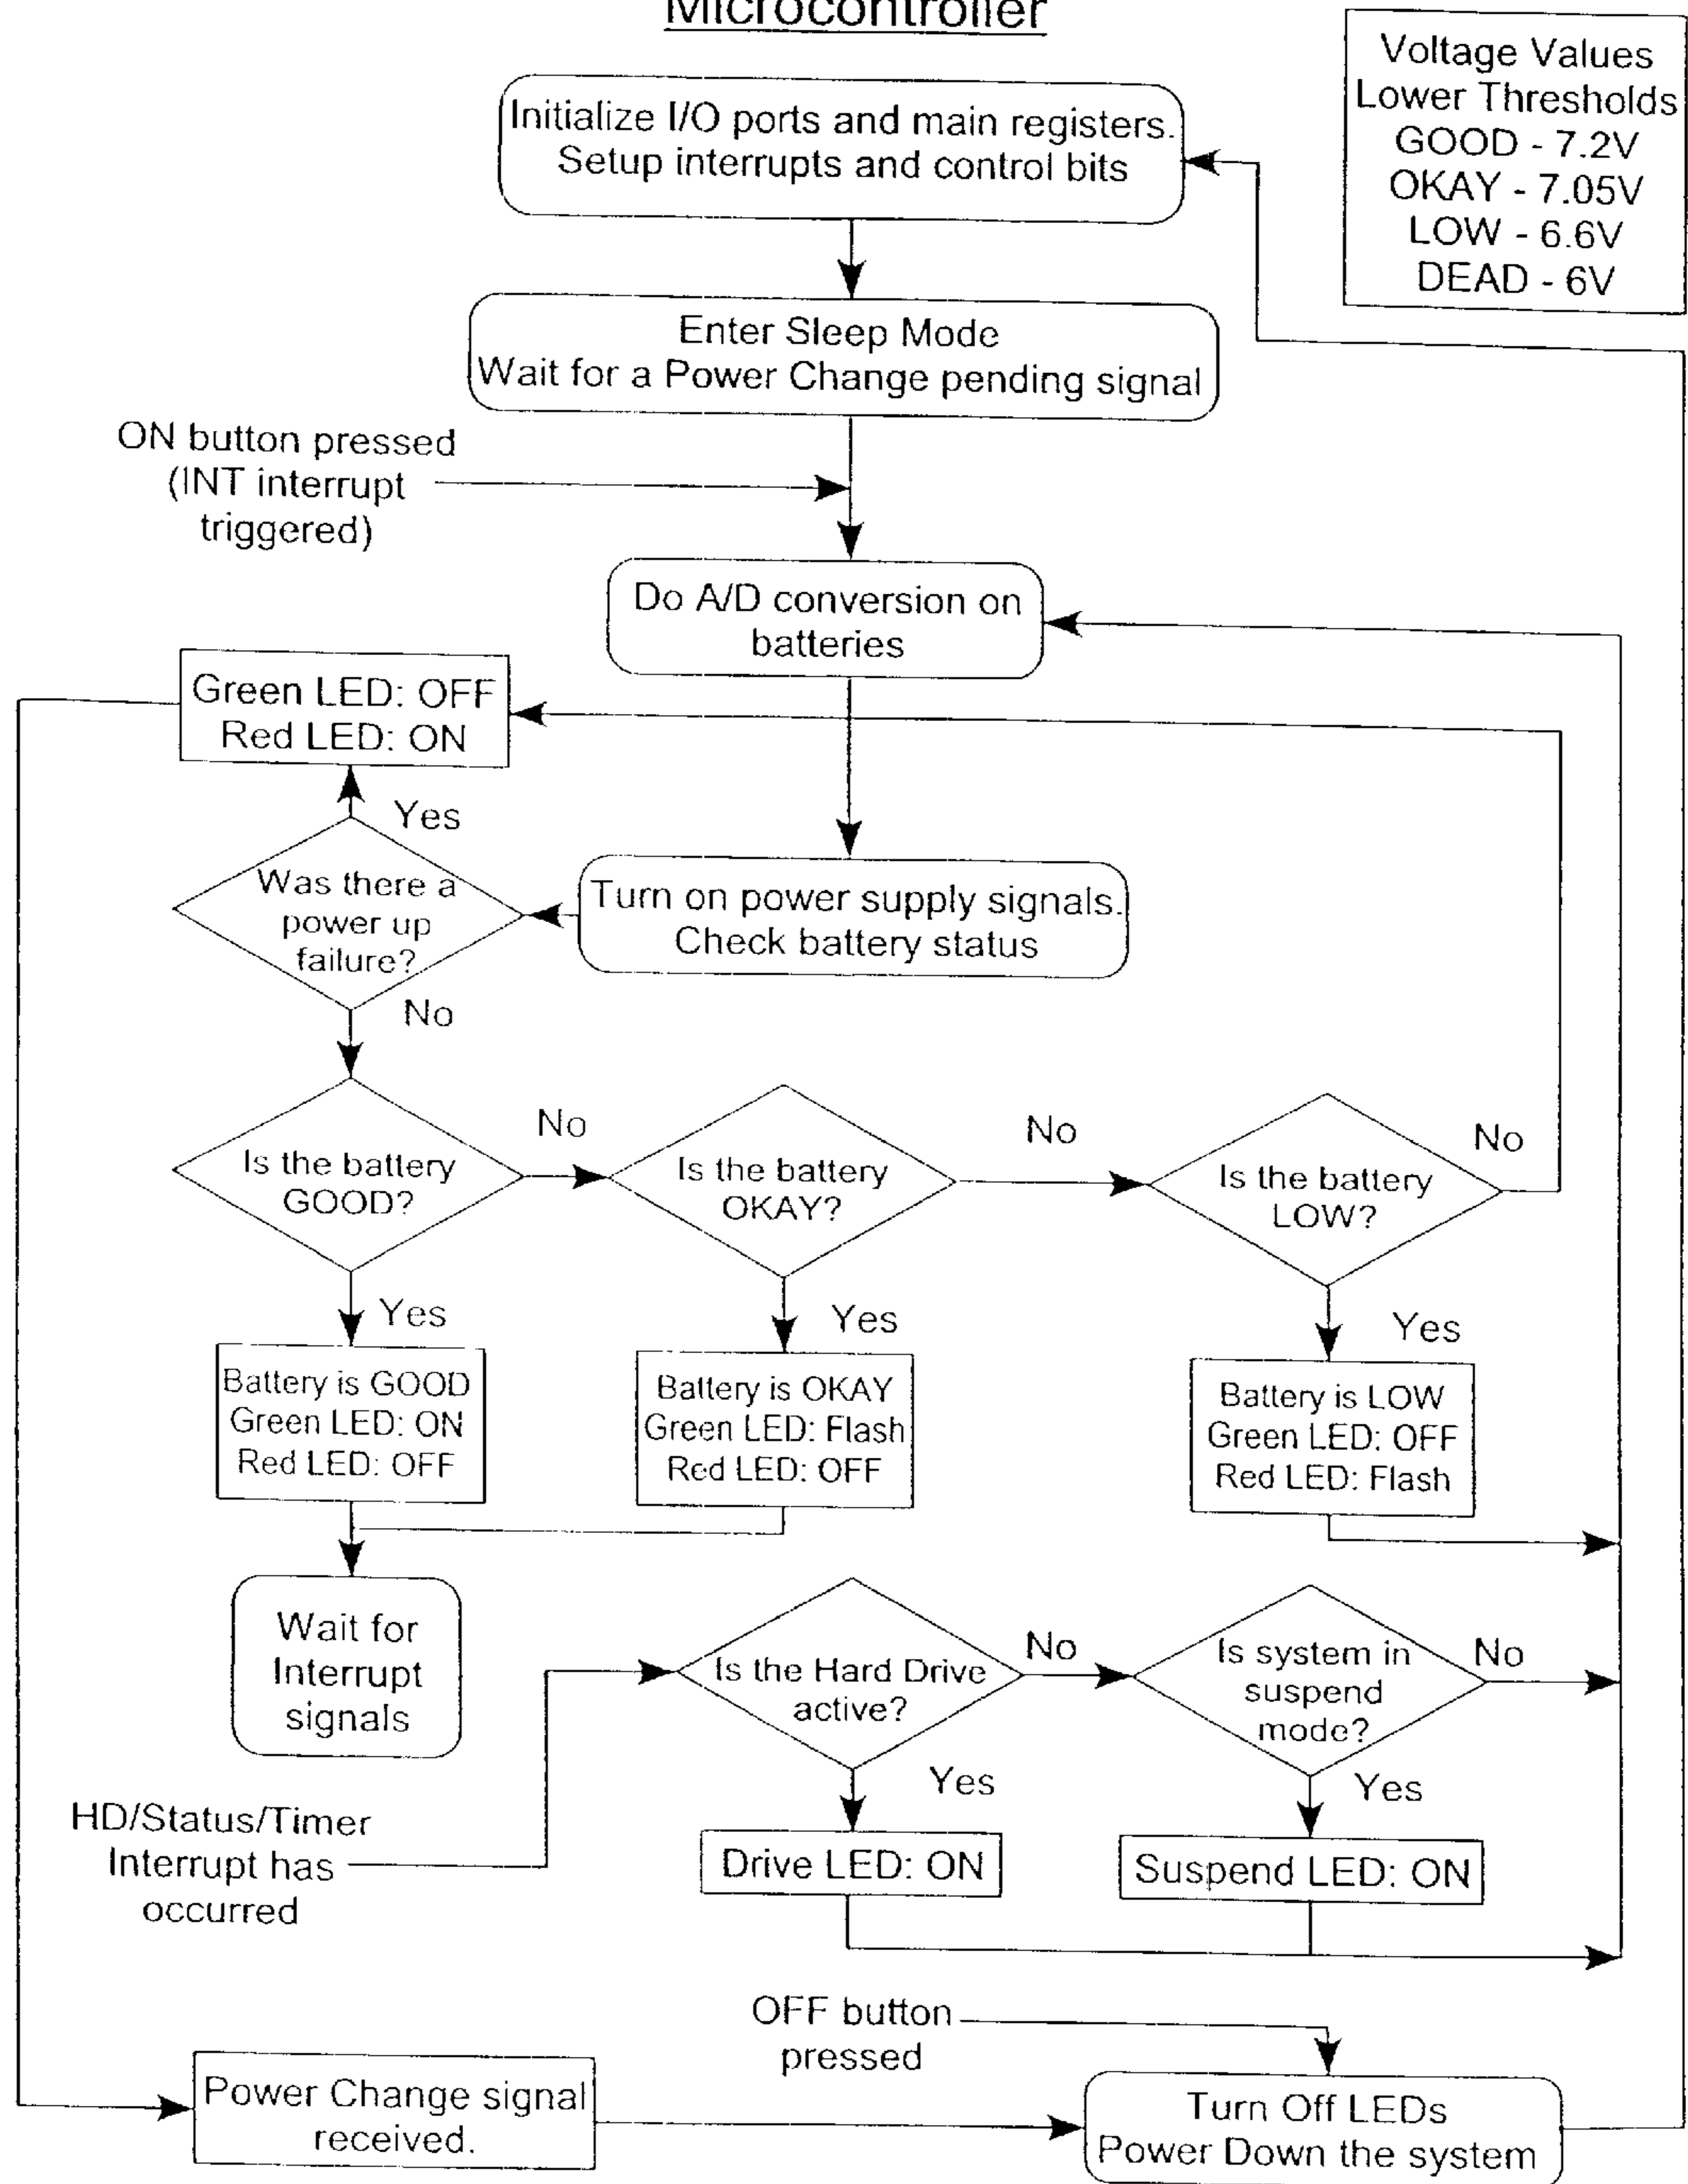 Microcontroller
Voltage Values
Lower Thresholds
GOOD - 7.2V
OKAY - 7.05V
LOW - 6.6V
DEAD - 6V
Initialize I/O ports and main registers.
Setup interrupts and control bits
Enter Sleep Mode
Wait for a Power Change pending signal
ON button pressed
(INT interrupt
triggered)
Do A/D conversion on
batteries
Green LED: OFF
Red LED: ON
Yes
Was there a
power up
failure?
Turn on power supply signals.
Check battery status
No
Is the battery
GOOD?
No
Is the battery
OKAY?
No
Is the battery
LOW?
No
Yes
Yes
Yes
Battery is GOOD
Green LED: ON
Red LED: OFF
Battery is OKAY
Green LED: Flash
Red LED: OFF
Battery is LOW
Green LED: OFF
Red LED: Flash
Wait for
Interrupt
signals
Is the Hard Drive
active?
No
Is system in
suspend
mode?
No
Yes
Yes
HD/Status/Timer
Interrupt has
occurred
Drive LED: ON
Suspend LED: ON
OFF button
pressed
Power Change signal
received.
Turn Off LEDs
Power Down the system